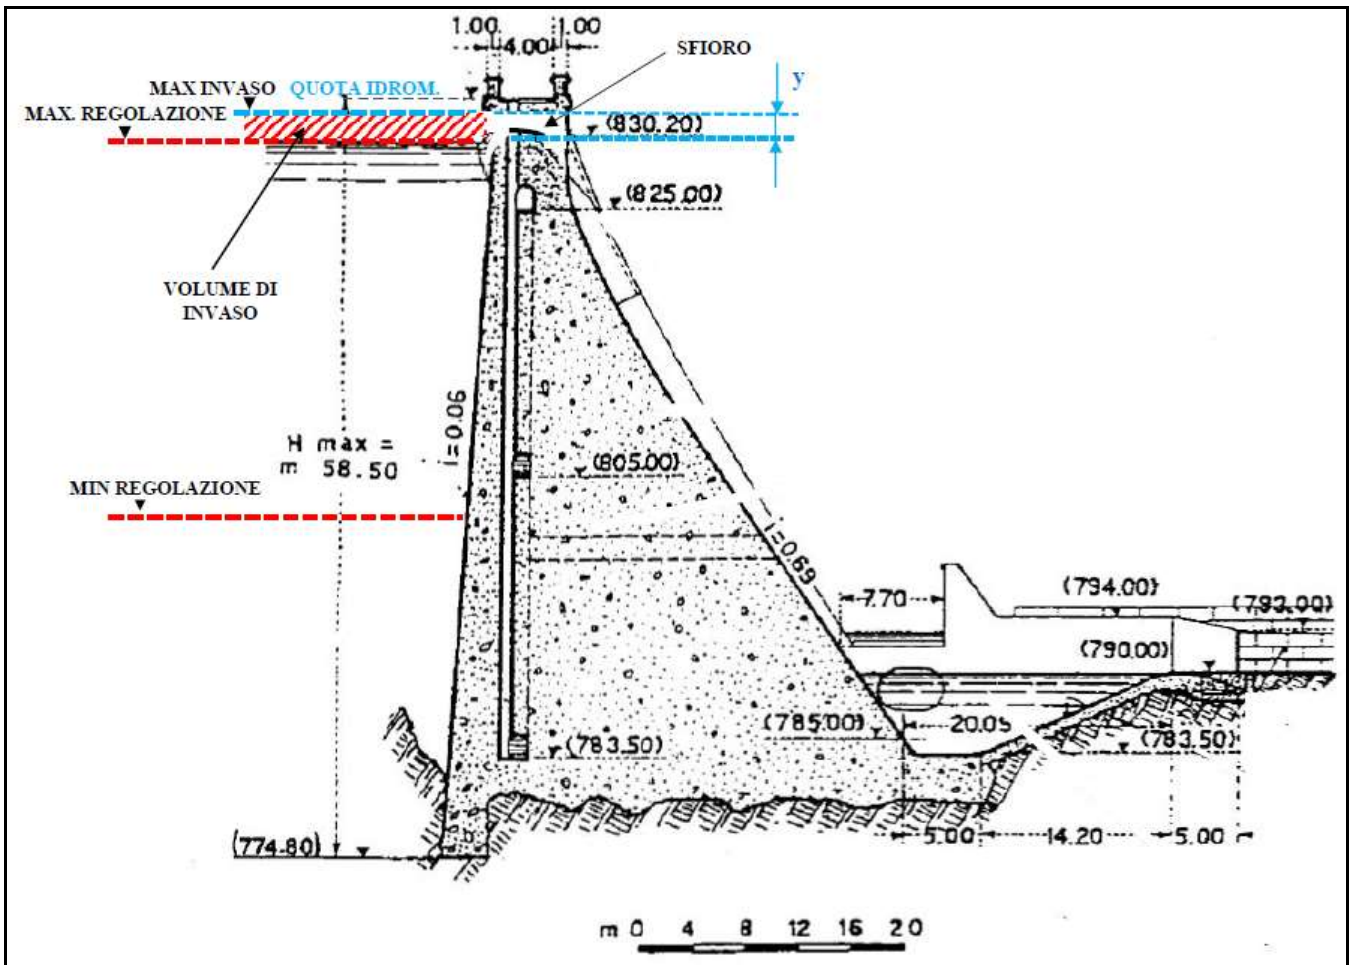 1.00 1.00
4.00
SFIORO
y
MAX INVASO QUOTA IDROM.
MAX. REGOLAZIONE
(830.20)
(825.00)
VOLUME DI
INVASO
i=0.06
H max =
m 58.50
(805.00)
MIN REGOLAZIONE
i=0.69
7.70
(794.00)
(792.00)
(790.00)
(785.00)
20.05
(783.50)
(783.50)
(774.80)
5.00 14.20 5.00
m 0 4 8 12 16 20